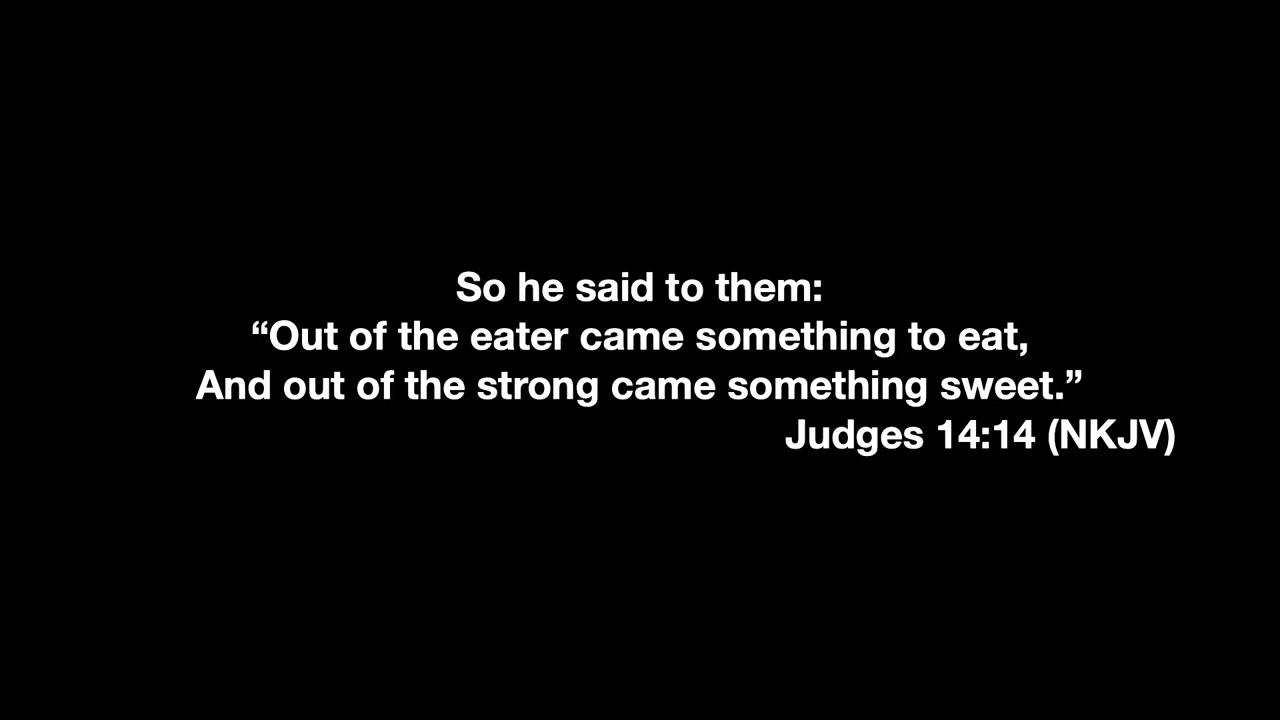 So he said to them:
“Out of the eater came something to eat,
And out of the strong came something sweet.”
Judges 14:14 (NKJV)